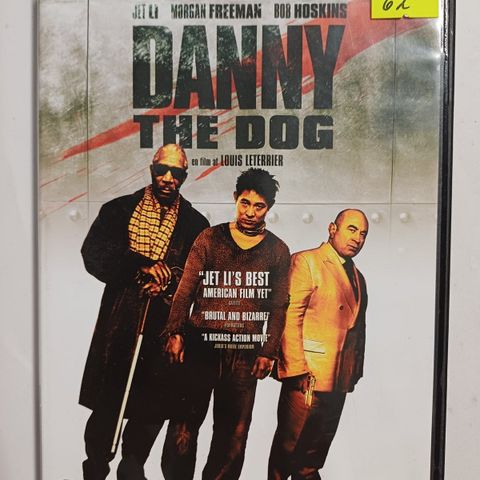 JET LI MORGAN FREEMAN BOB HOSKINS
DANNY
THE DOG
en film af LOUIS LETERRIER
"JET LI'S BEST
AMERICAN FILM YET"
"BRUTAL AND BIZARRE"
"A KICKASS ACTION MOVIE"